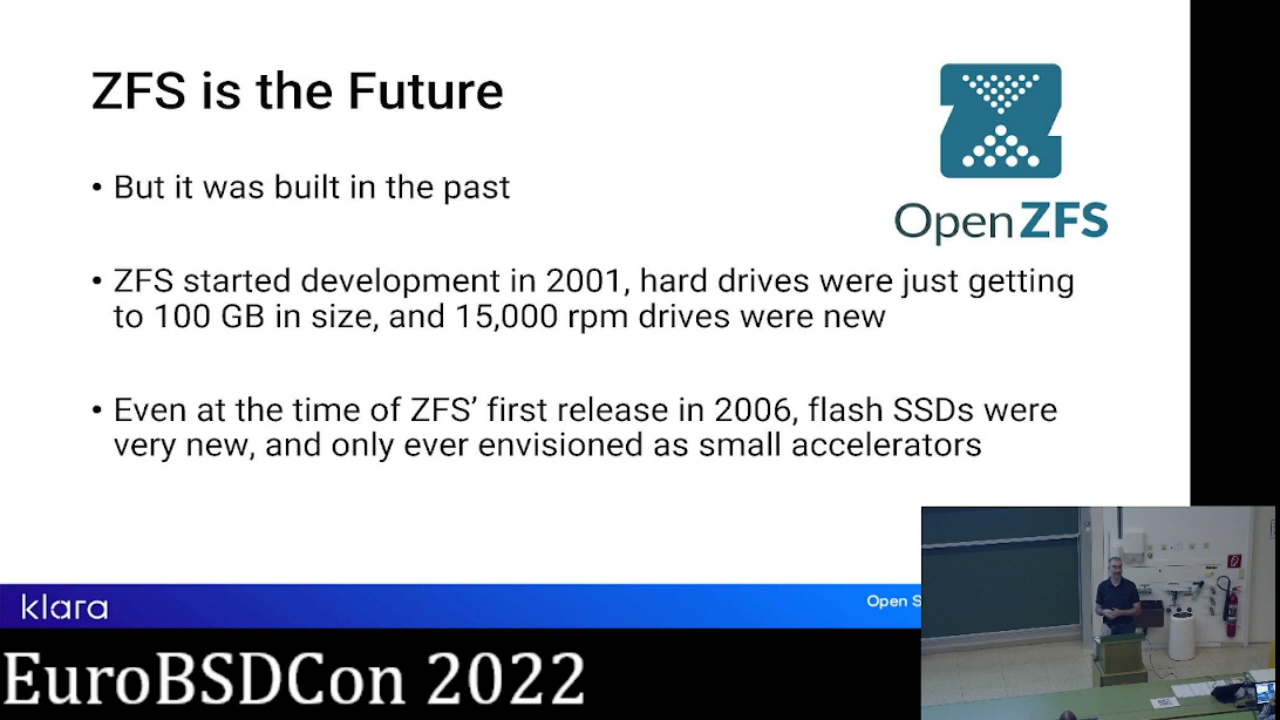 ZFS is the Future
OpenZFS
• But it was built in the past
• ZFS started development in 2001, hard drives were just getting
to 100 GB in size, and 15,000 rpm drives were new
• Even at the time of ZFS’ first release in 2006, flash SSDs were
very new, and only ever envisioned as small accelerators
klara
Open S
EuroBSDCon 2022